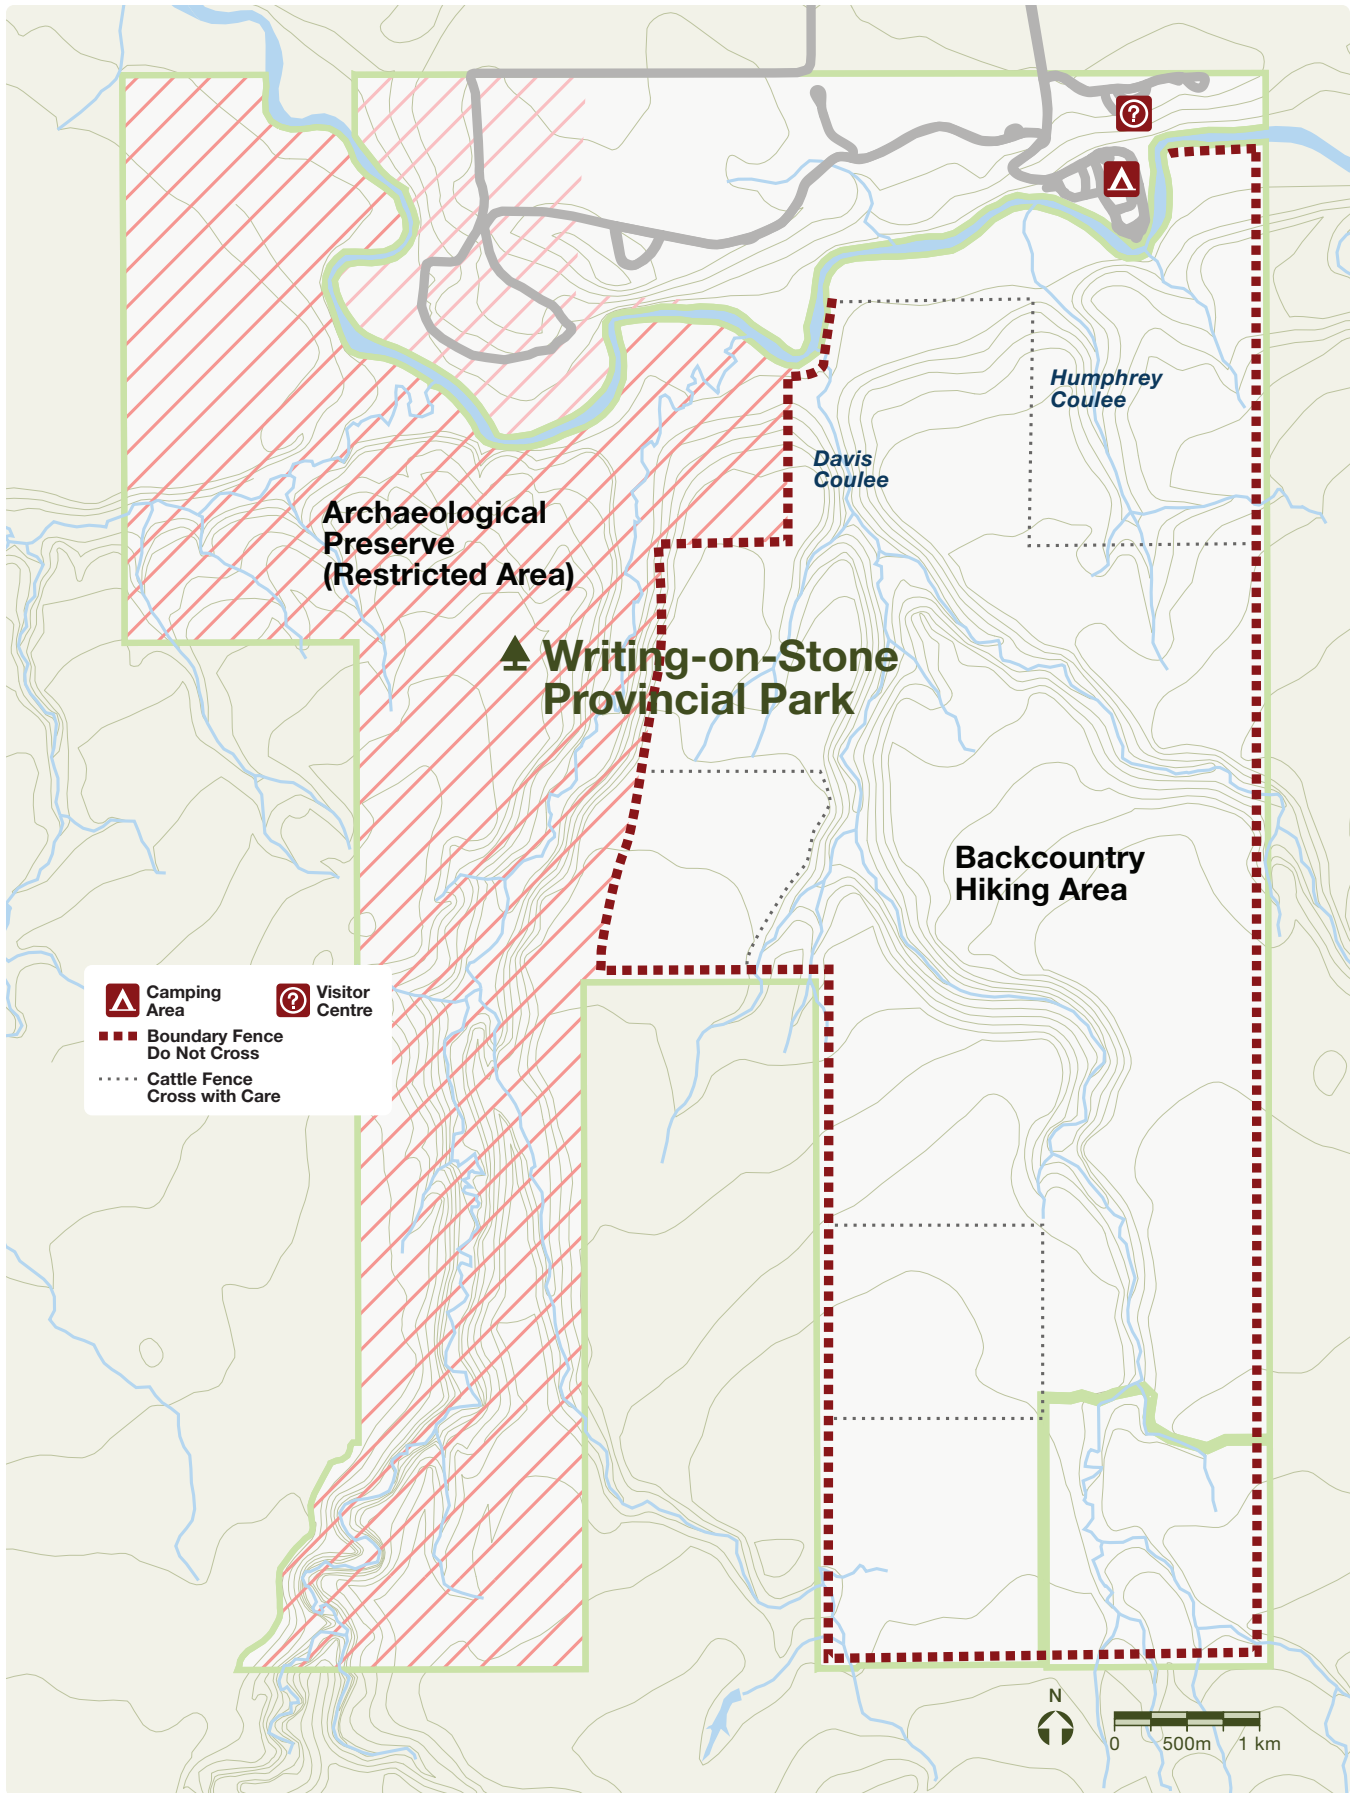 Humphrey
Coulee
Davis
Coulee
Archaeological
Preserve
(Restricted Area)
Writing-on-Stone
Provincial Park
Backcountry
Hiking Area
Camping
Area
Visitor
Centre
Boundary Fence
Do Not Cross
Cattle Fence
Cross with Care
N
0 500m 1 km